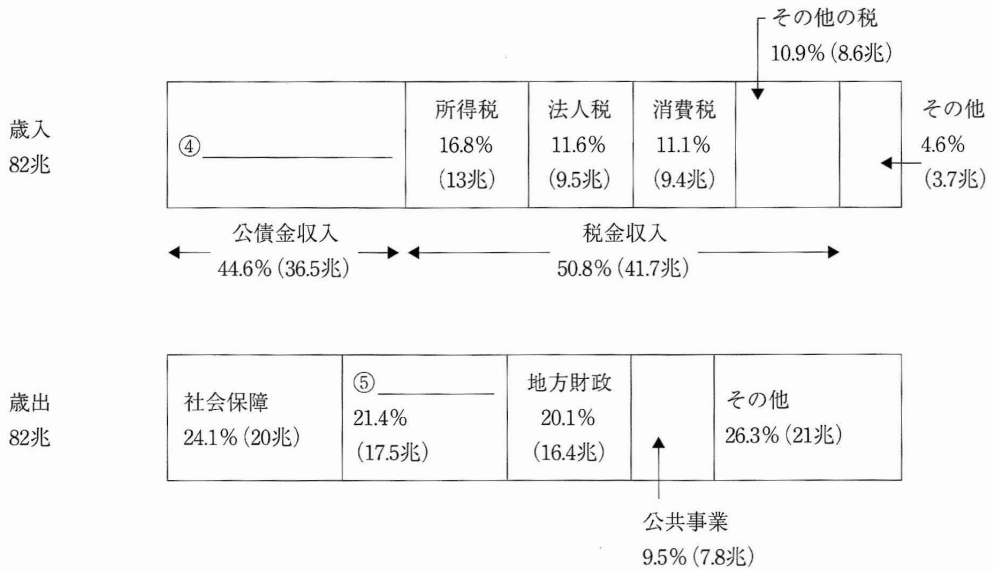 その他の税
10.9% (8.6兆)
歳入
82兆
④
所得税
16.8%
(13兆)
法人税
11.6%
(9.5兆)
消費税
11.1%
(9.4兆)
その他
4.6%
(3.7兆)
公債金収入
44.6% (36.5兆)
税金収入
50.8% (41.7兆)
歳出
82兆
社会保障
24.1% (20兆)
⑤
21.4%
(17.5兆)
地方財政
20.1%
(16.4兆)
その他
26.3% (21兆)
公共事業
9.5% (7.8兆)